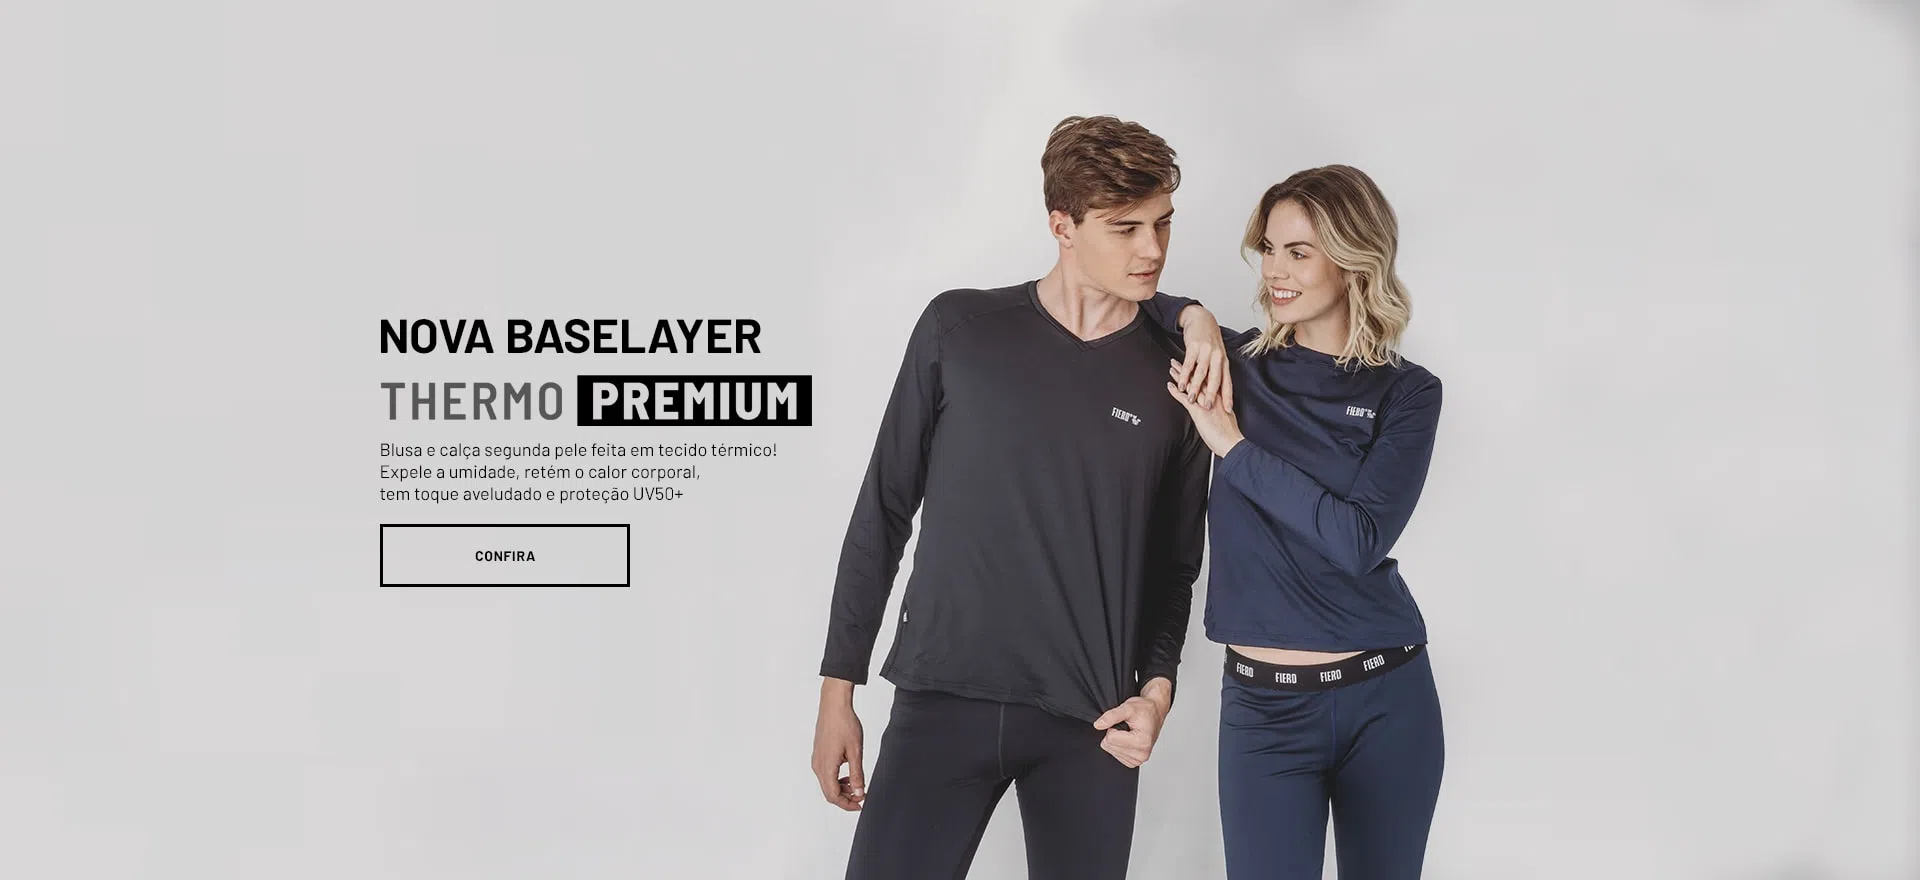 NOVA BASELAYER
THERMO PREMIUM
Blusa e calça segunda pele feita em tecido térmico!
Expele a umidade, retém o calor corporal,
tem toque aveludado e proteção UV50+
CONFIRA
FIERO
FIERO
FIERO FIERO FIERO FIERO